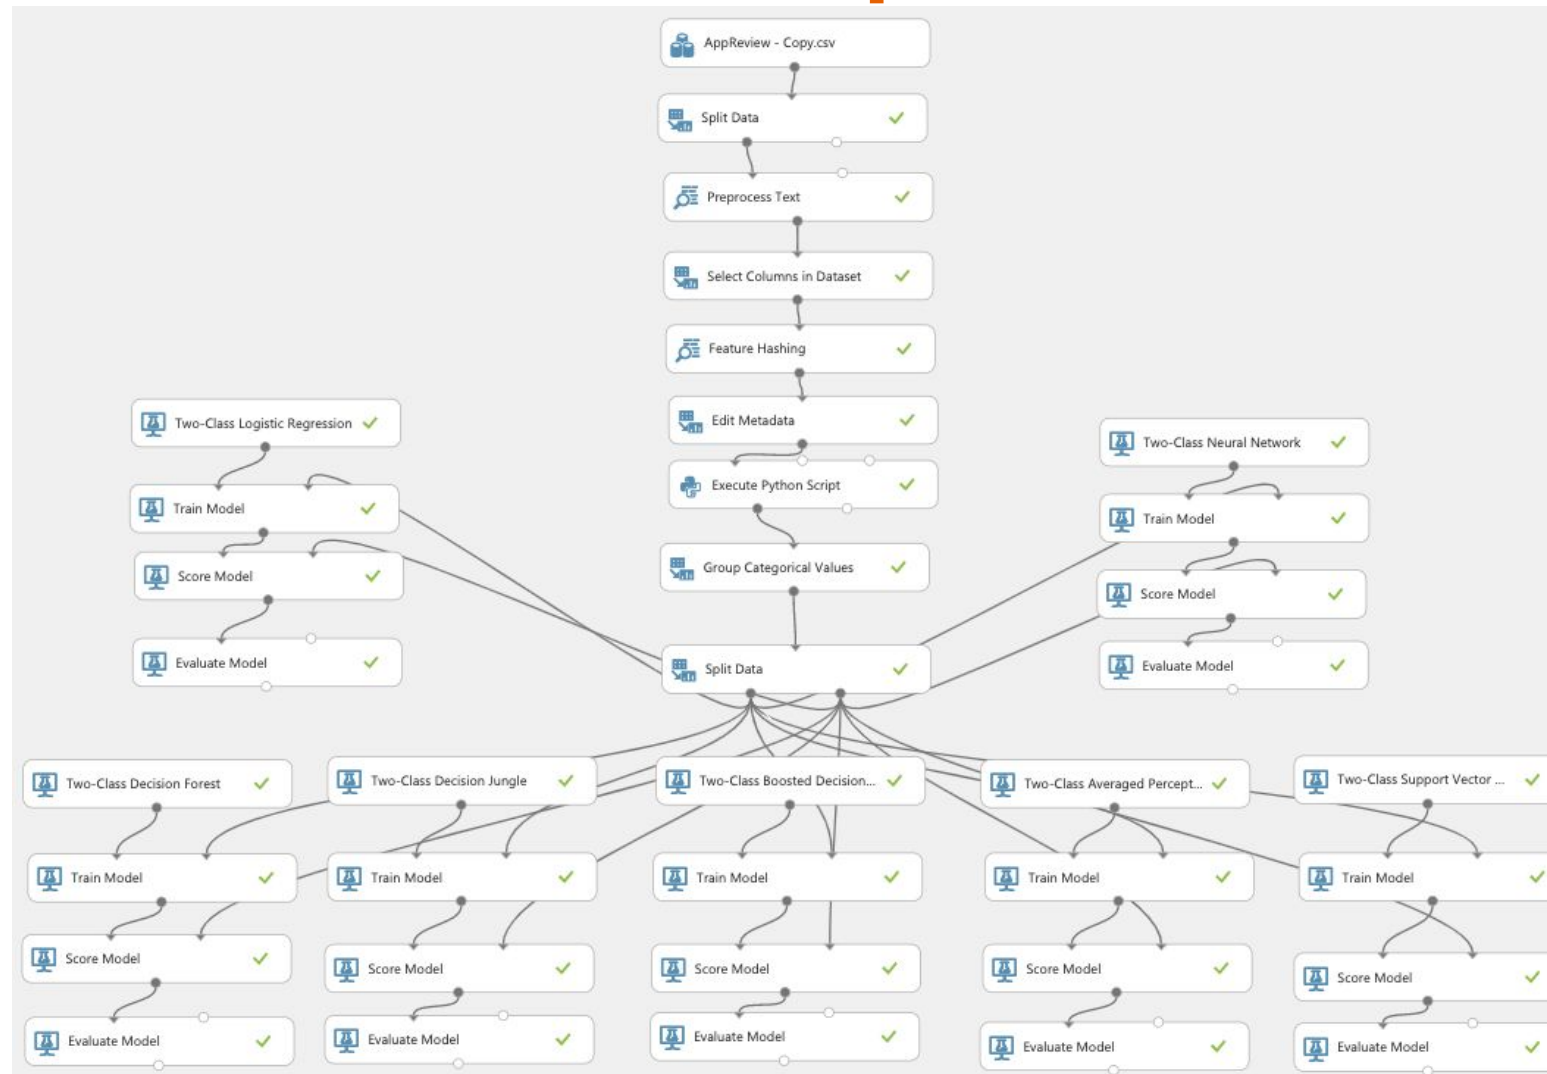 AppReview - Copy.csv
Split Data
Preprocess Text
Select Columns in Dataset
Feature Hashing
Edit Metadata
Execute Python Script
Group Categorical Values
Split Data
Two-Class Logistic Regression
Train Model
Score Model
Evaluate Model
Two-Class Neural Network
Train Model
Score Model
Evaluate Model
Two-Class Decision Forest
Train Model
Score Model
Evaluate Model
Two-Class Decision Jungle
Train Model
Score Model
Evaluate Model
Two-Class Boosted Decision...
Train Model
Score Model
Evaluate Model
Two-Class Averaged Percept...
Train Model
Score Model
Evaluate Model
Two-Class Support Vector ...
Train Model
Score Model
Evaluate Model